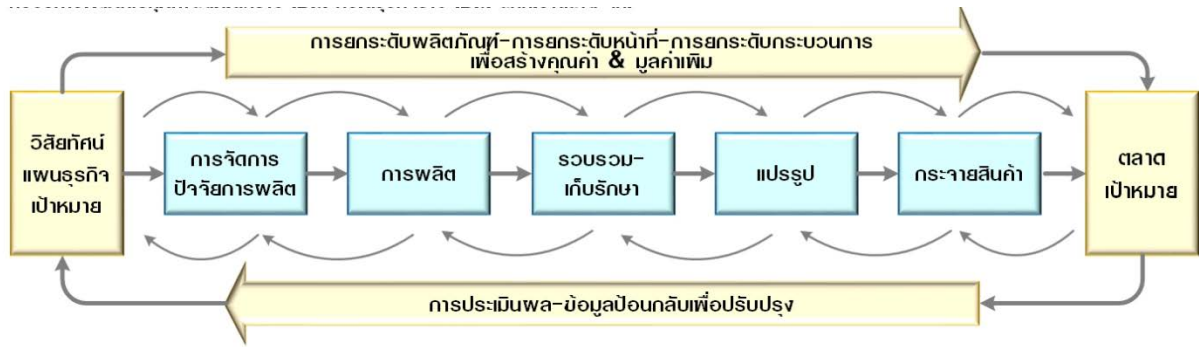 การยกระดับผลิตภัณฑ์-การยกระดับหน้าที่-การยกระดับกระบวนการ
เพื่อสร้างคุณค่า & มูลค่าเพิ่ม
วิสัยทัศน์
แผนธุรกิจ
เป้าหมาย
การจัดการ
ปัจจัยการผลิต
การผลิต
รวบรวม-
เก็บรักษา
แปรรูป
กระจายสินค้า
ตลาด
เป้าหมาย
การประเมินผล-ข้อมูลป้อนกลับเพื่อปรับปรุง